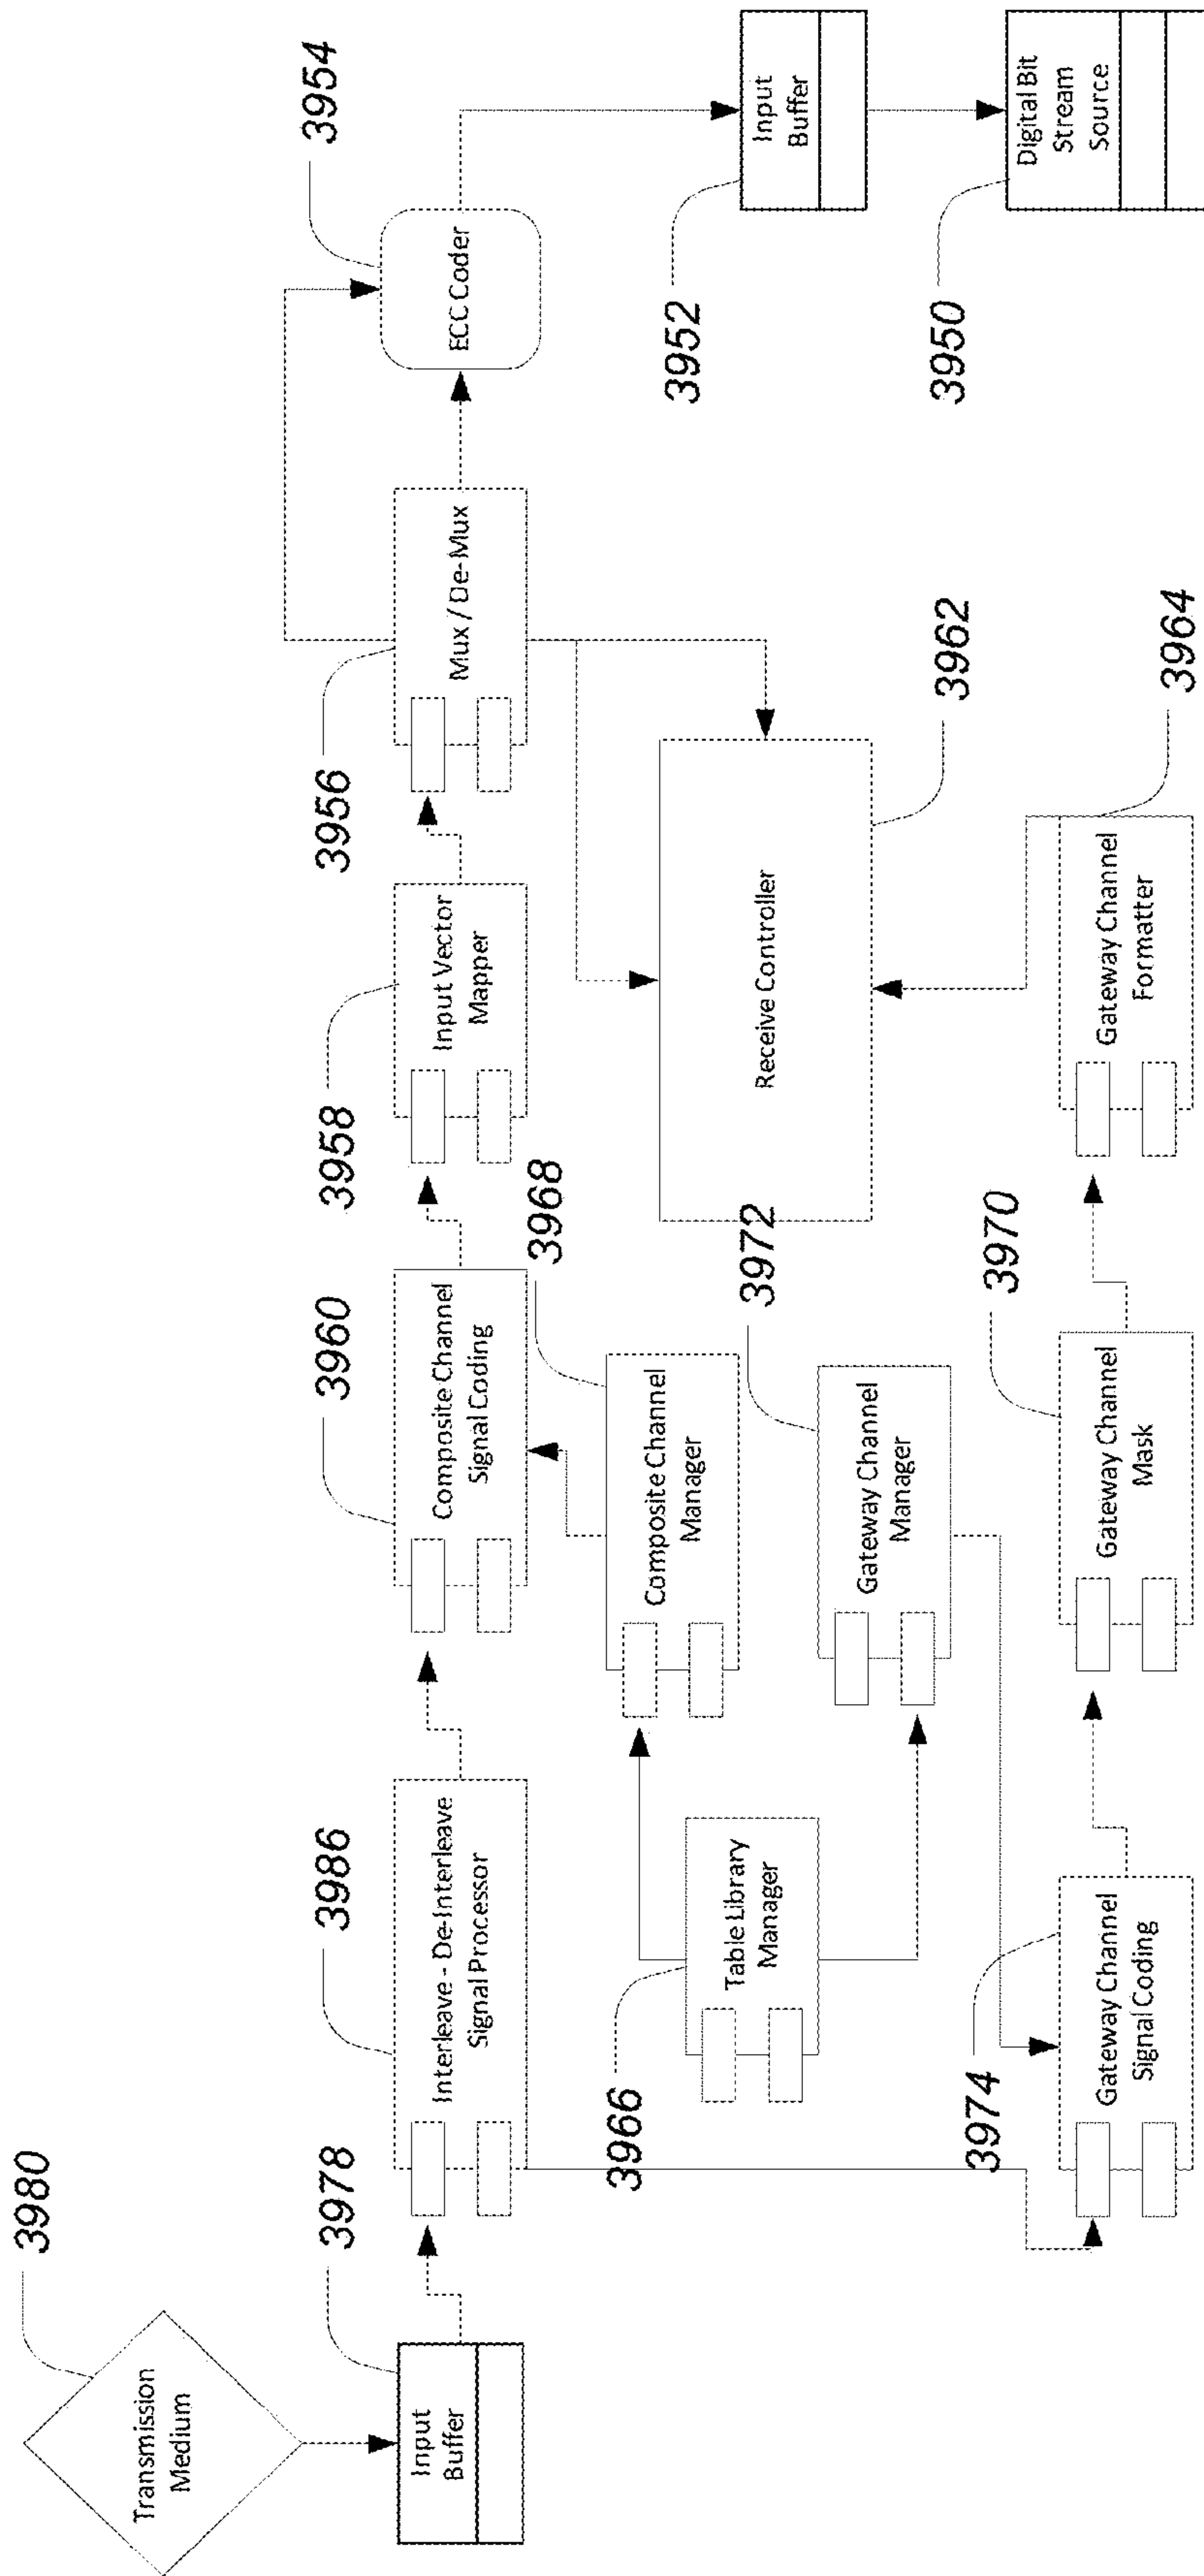 3980
Transmission
Medium
3978
Input
Buffer
3986
Interleave - De-Interleave
Signal Processor
3960
Composite Channel
Signal Coding
3958
Input Vector
Mapper
3956
Mux / De-Mux
3954
ECC Coder
3952
Input
Buffer
3950
Digital Bit
Stream
Source
3966
Table Library
Manager
3968
Composite Channel
Manager
3972
Gateway Channel
Manager
Receive Controller
3962
3974
Gateway Channel
Signal Coding
3970
Gateway Channel
Mask
3964
Gateway Channel
Formatter